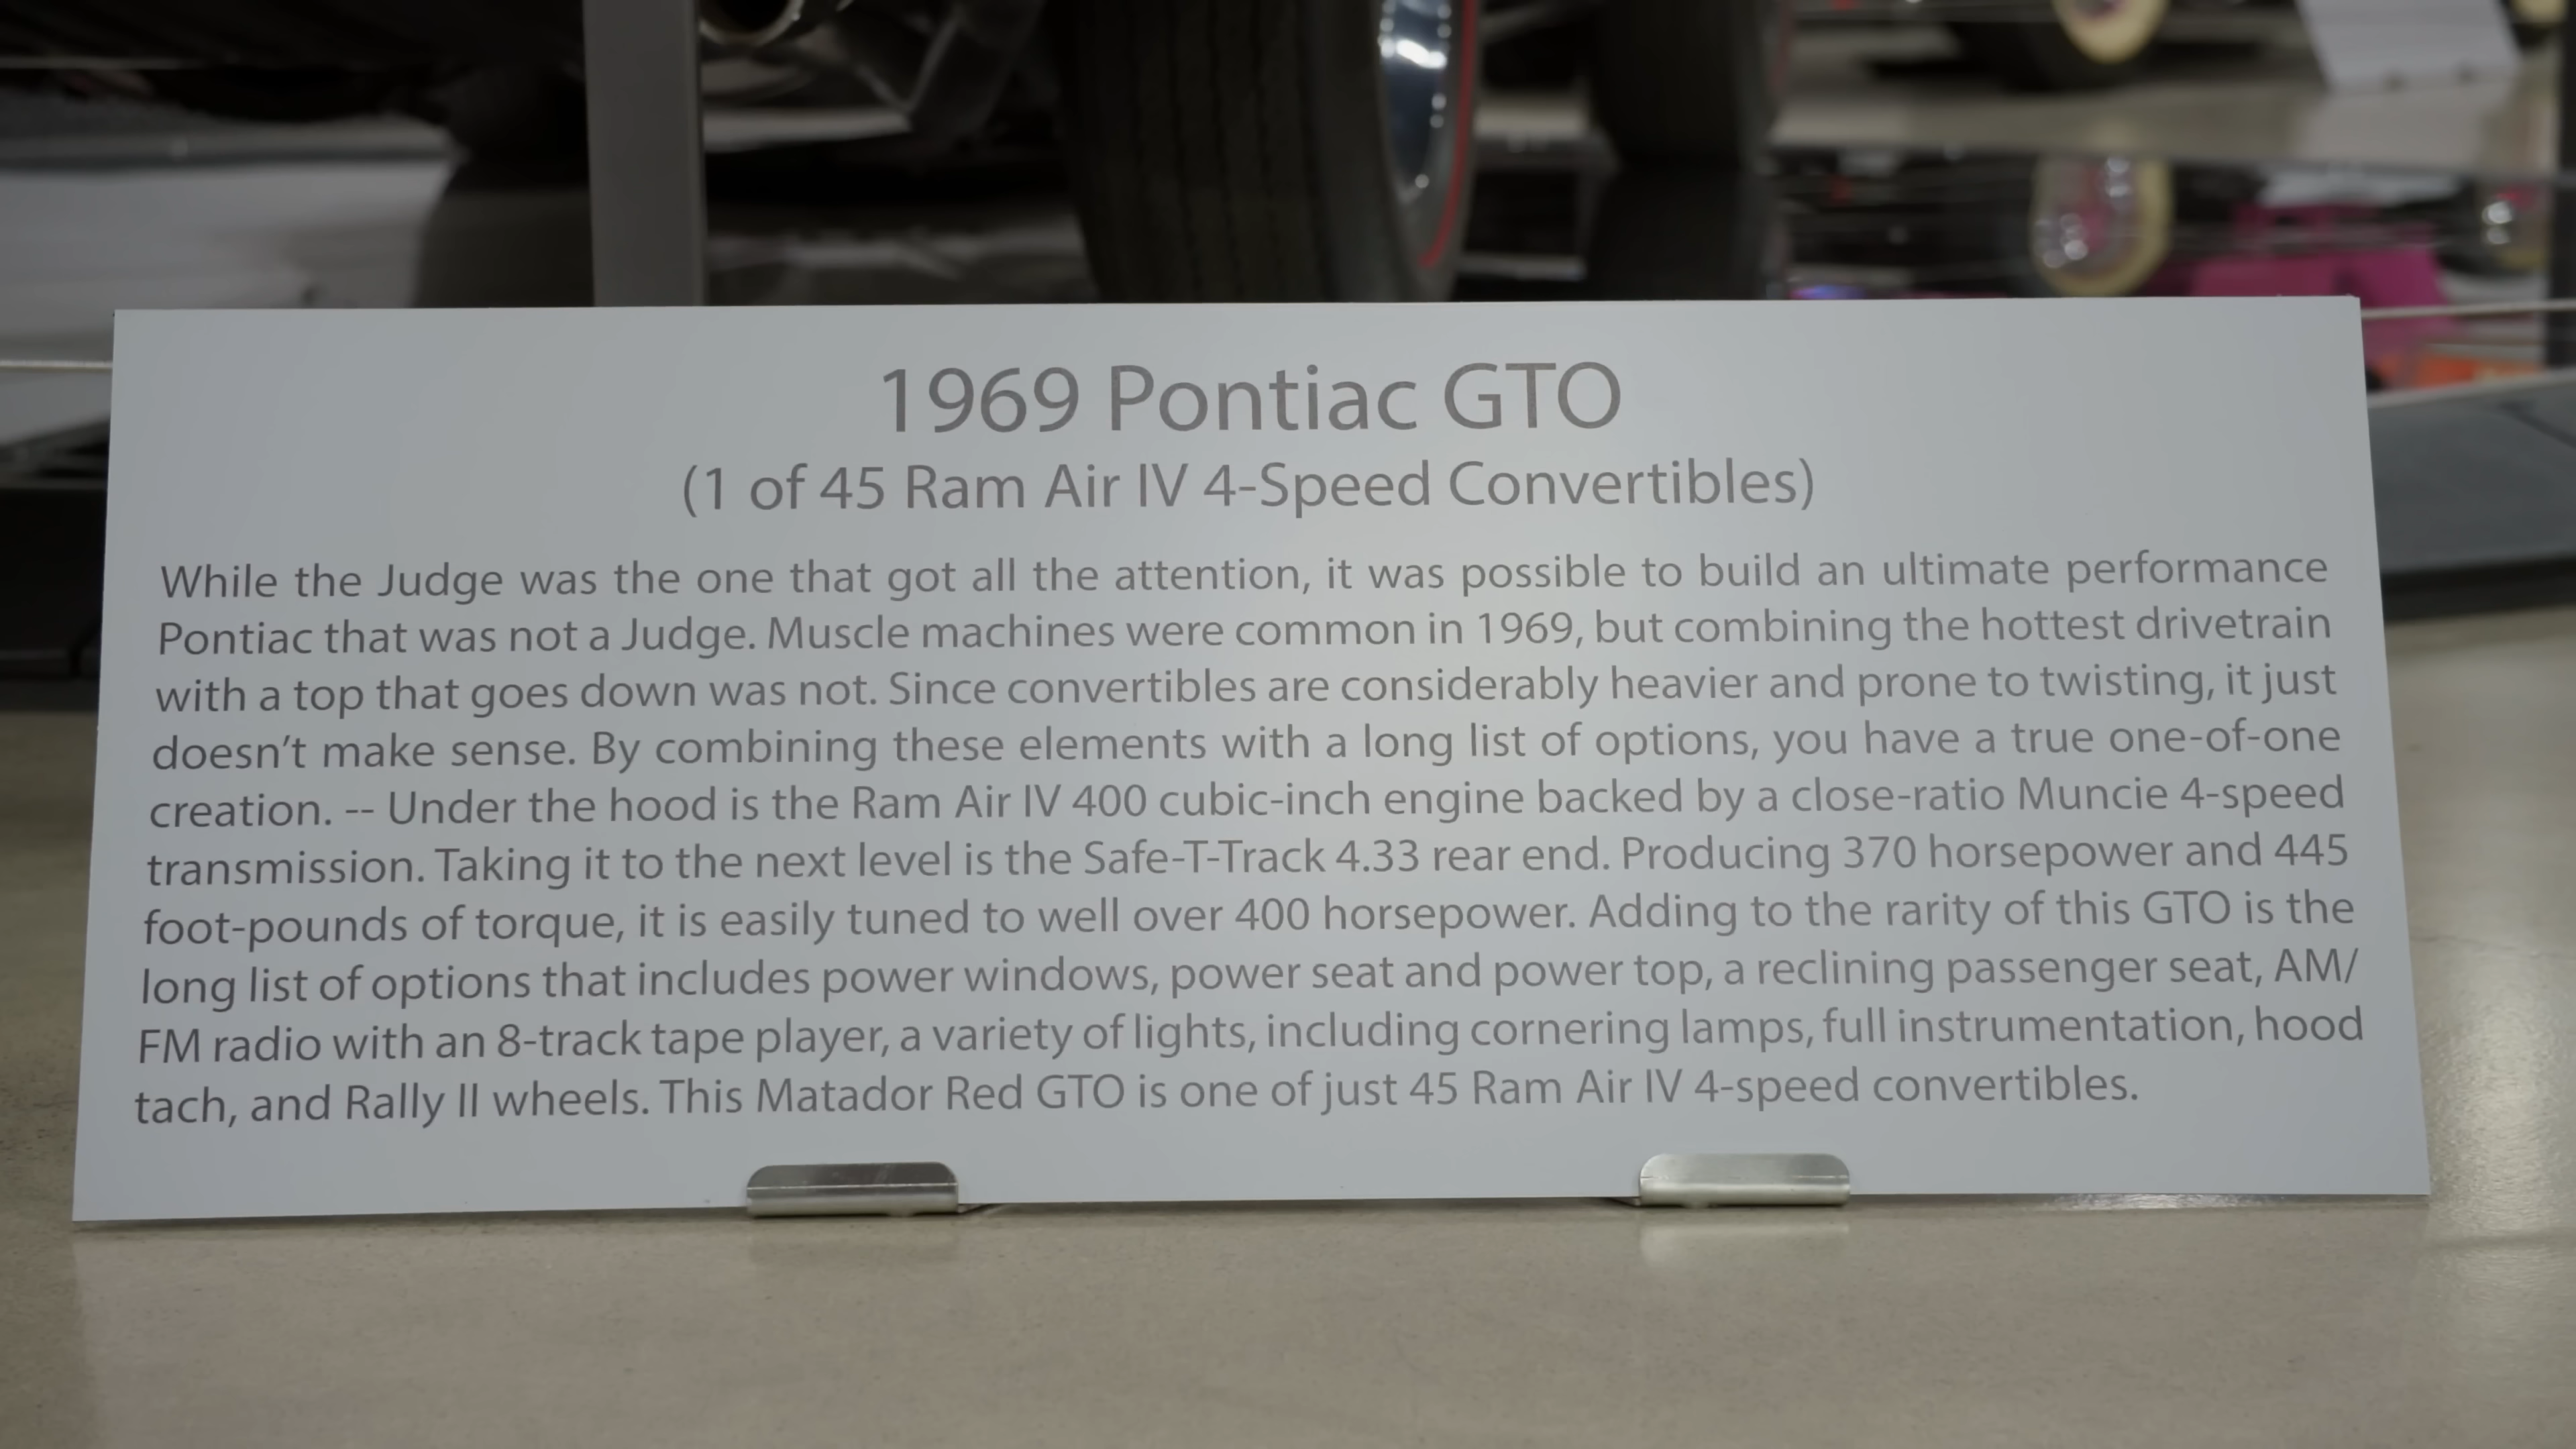 1969 Pontiac GTO
(1 of 45 Ram Air IV 4-Speed Convertibles)
While the Judge was the one that got all the attention, it was possible to build an ultimate performance
Pontiac that was not a Judge. Muscle machines were common in 1969, but combining the hottest drivetrain
with a top that goes down was not. Since convertibles are considerably heavier and prone to twisting, it just
doesn’t make sense. By combining these elements with a long list of options, you have a true one-of-one
creation. -- Under the hood is the Ram Air IV 400 cubic-inch engine backed by a close-ratio Muncie 4-speed
transmission. Taking it to the next level is the Safe-T-Track 4.33 rear end. Producing 370 horsepower and 445
foot-pounds of torque, it is easily tuned to well over 400 horsepower. Adding to the rarity of this GTO is the
long list of options that includes power windows, power seat and power top, a reclining passenger seat, AM/
FM radio with an 8-track tape player, a variety of lights, including cornering lamps, full instrumentation, hood
tach, and Rally II wheels. This Matador Red GTO is one of just 45 Ram Air IV 4-speed convertibles.